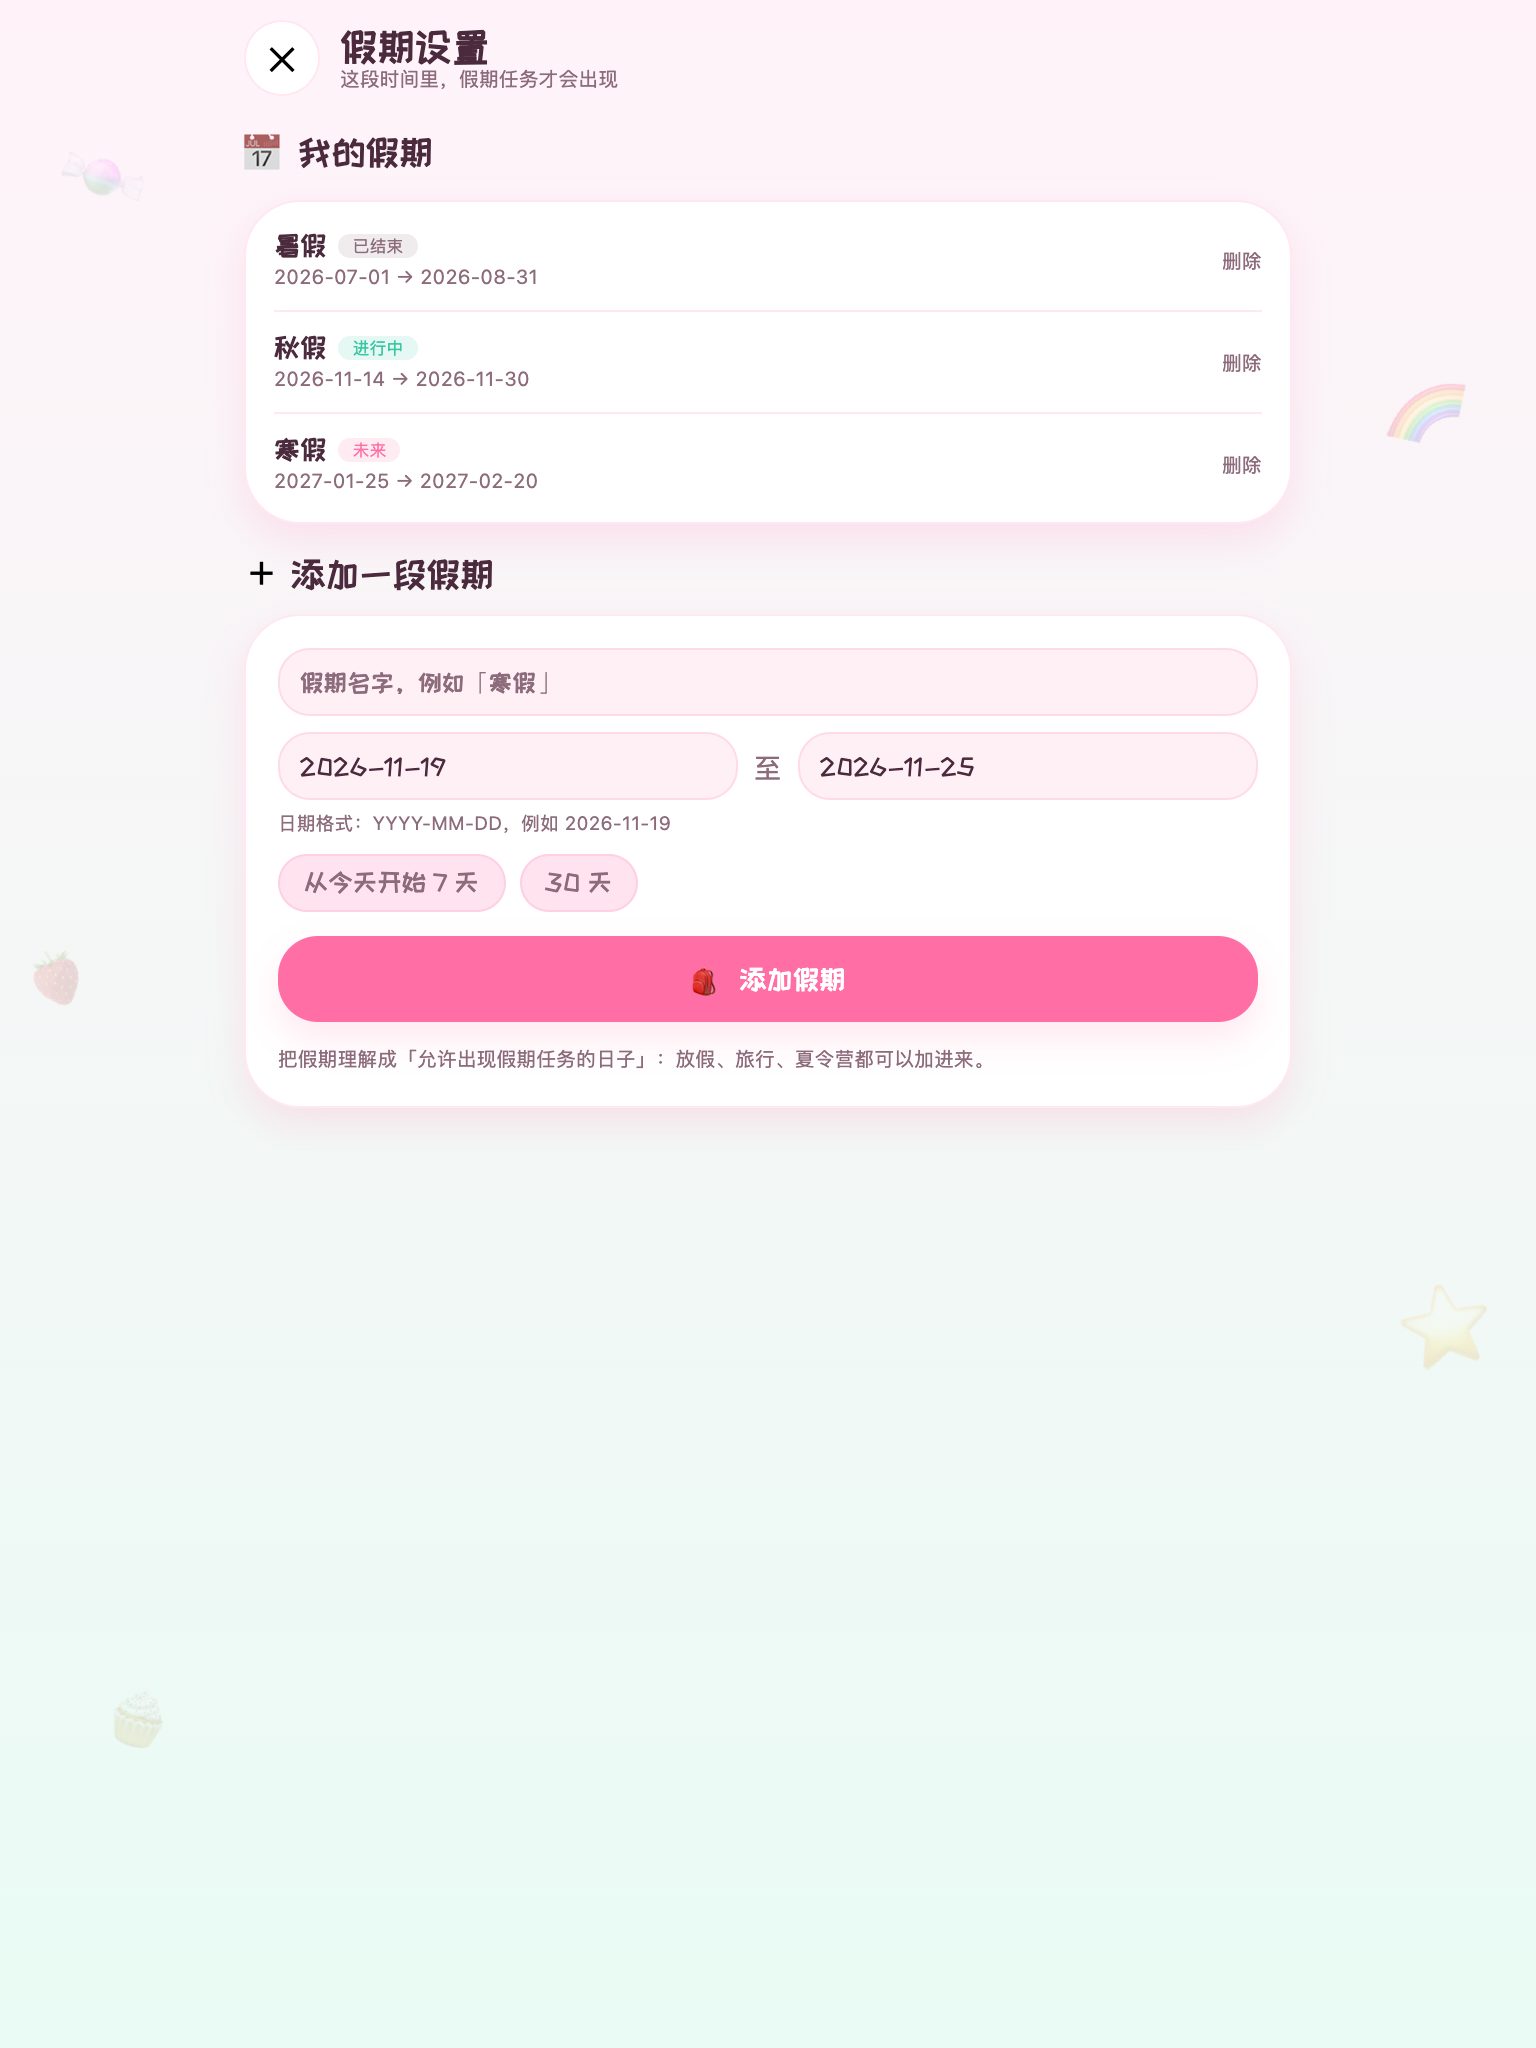 假期设置
这段时间里，假期任务才会出现
JUL
17
我的假期
暑假 已结束
2026-07-01 → 2026-08-31
删除
秋假 进行中
2026-11-14 → 2026-11-30
删除
寒假 未来
2027-01-25 → 2027-02-20
删除
+ 添加一段假期
假期名字，例如「寒假」
2026-11-19 至 2026-11-25
日期格式：YYYY-MM-DD，例如 2026-11-19
从今天开始 7 天
30 天
添加假期
把假期理解成「允许出现假期任务的日子」：放假、旅行、夏令营都可以加进来。